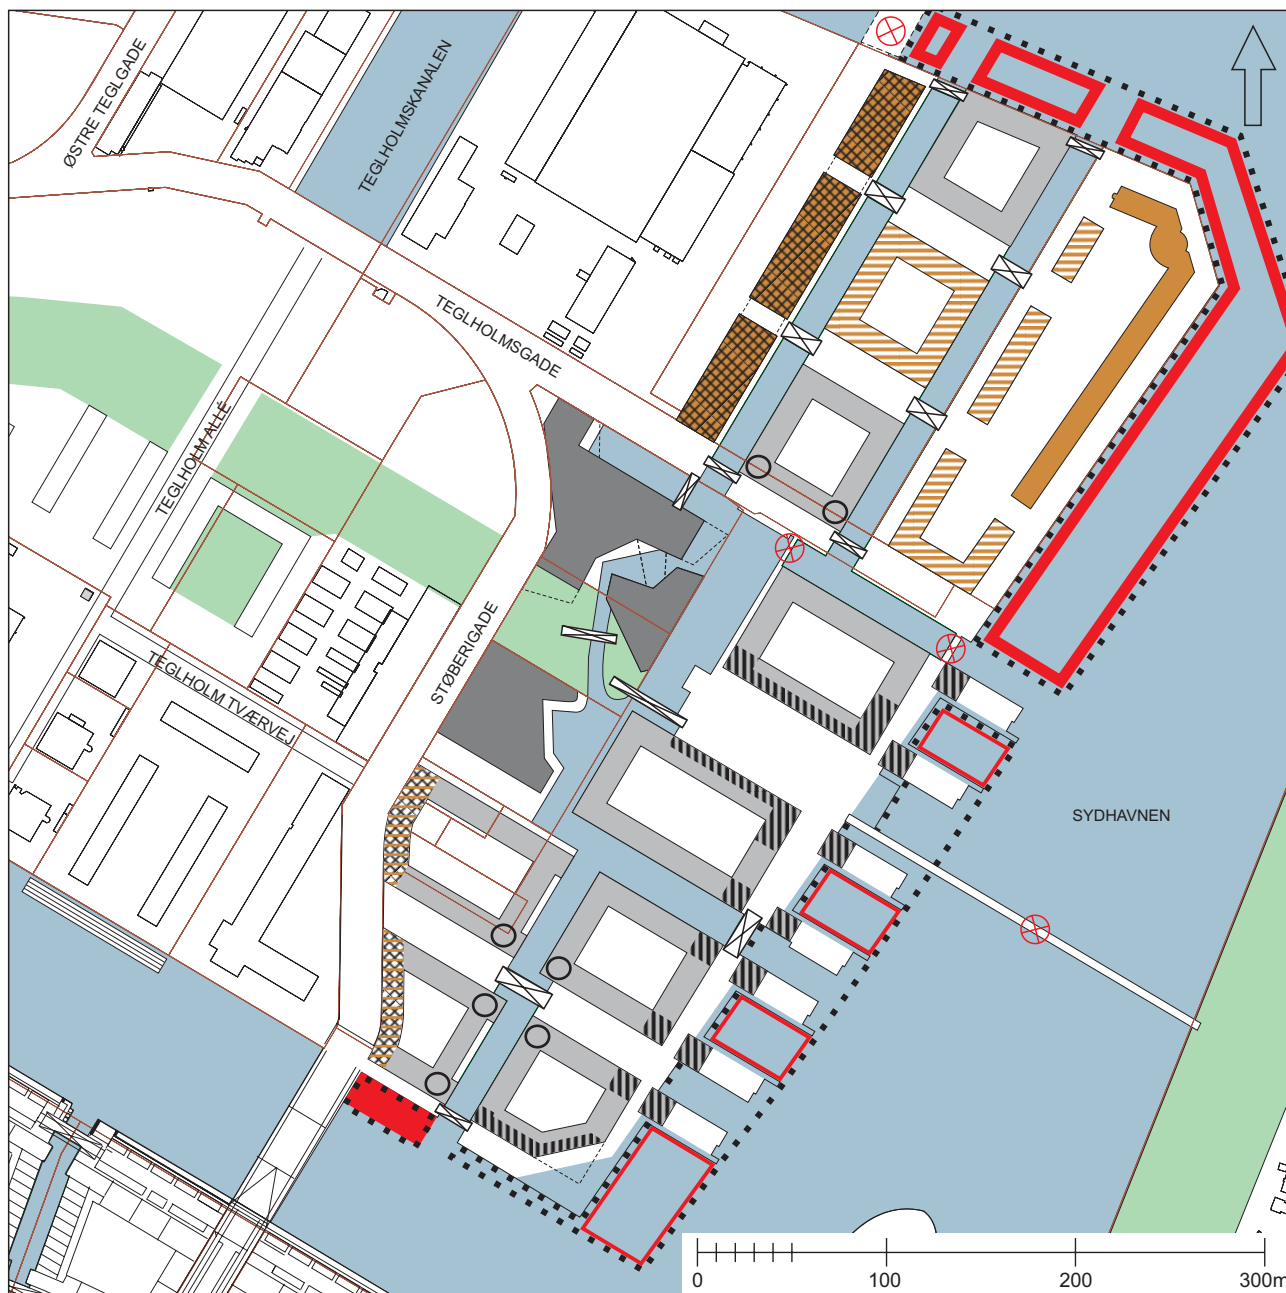 ØSTRE TEGLGADE
TEGLHOLMSKANALEN
TEGLHOLMSGADE
TEGLHOLM ALLÉ
STØBERIGADE
TEGLHOLM TVÆRVEJ
SYDHAVNEN
0 100 200 300m